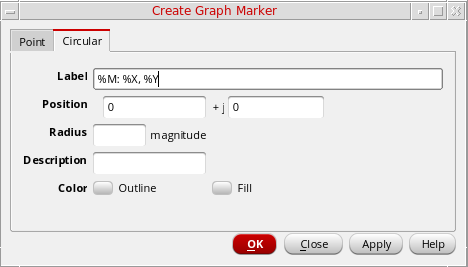 Create Graph Marker
Point Circular
Label %M: %X, %Y
Position 0 + j 0
Radius magnitude
Description
Color Outline Fill
OK Close Apply Help